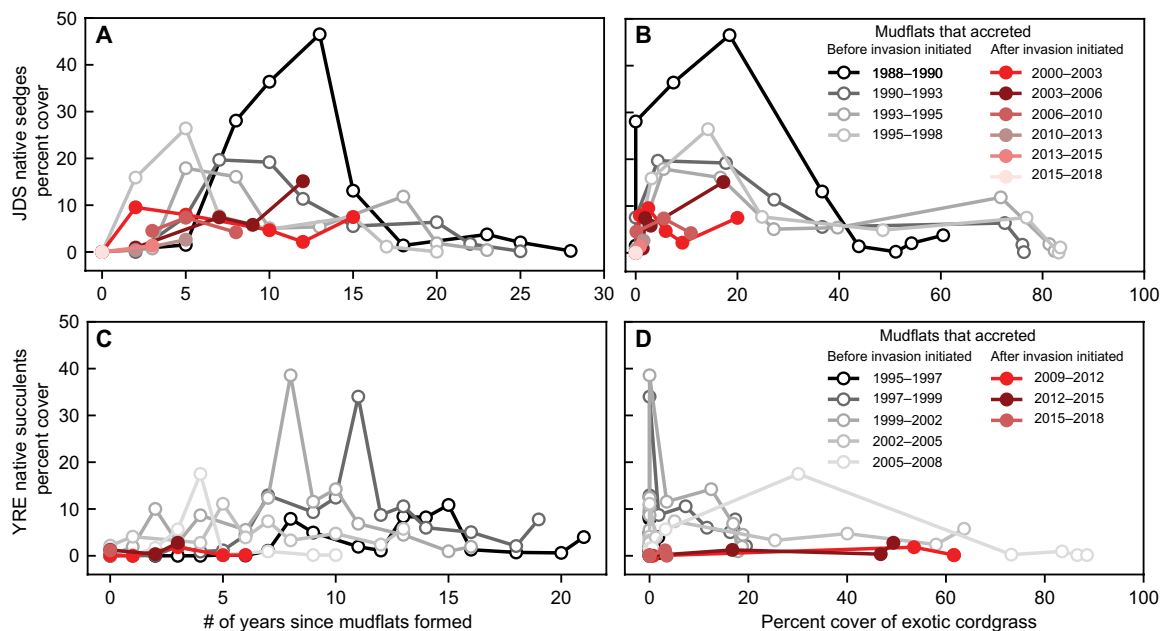 A
JDS native sedges
percent cover
50
40
30
20
10
0
0 5 10 15 20 25 30
B
Mudflats that accreted
Before invasion initiated After invasion initiated
1988–1990 2000–2003
1990–1993 2003–2006
1993–1995 2006–2010
1995–1998 2010–2013
2013–2015
2015–2018
0 20 40 60 80 100
C
YRE native succulents
percent cover
50
40
30
20
10
0
0 5 10 15 20
# of years since mudflats formed
D
Mudflats that accreted
Before invasion initiated After invasion initiated
1995–1997 2009–2012
1997–1999 2012–2015
1999–2002 2015–2018
2002–2005
2005–2008
0 20 40 60 80 100
Percent cover of exotic cordgrass